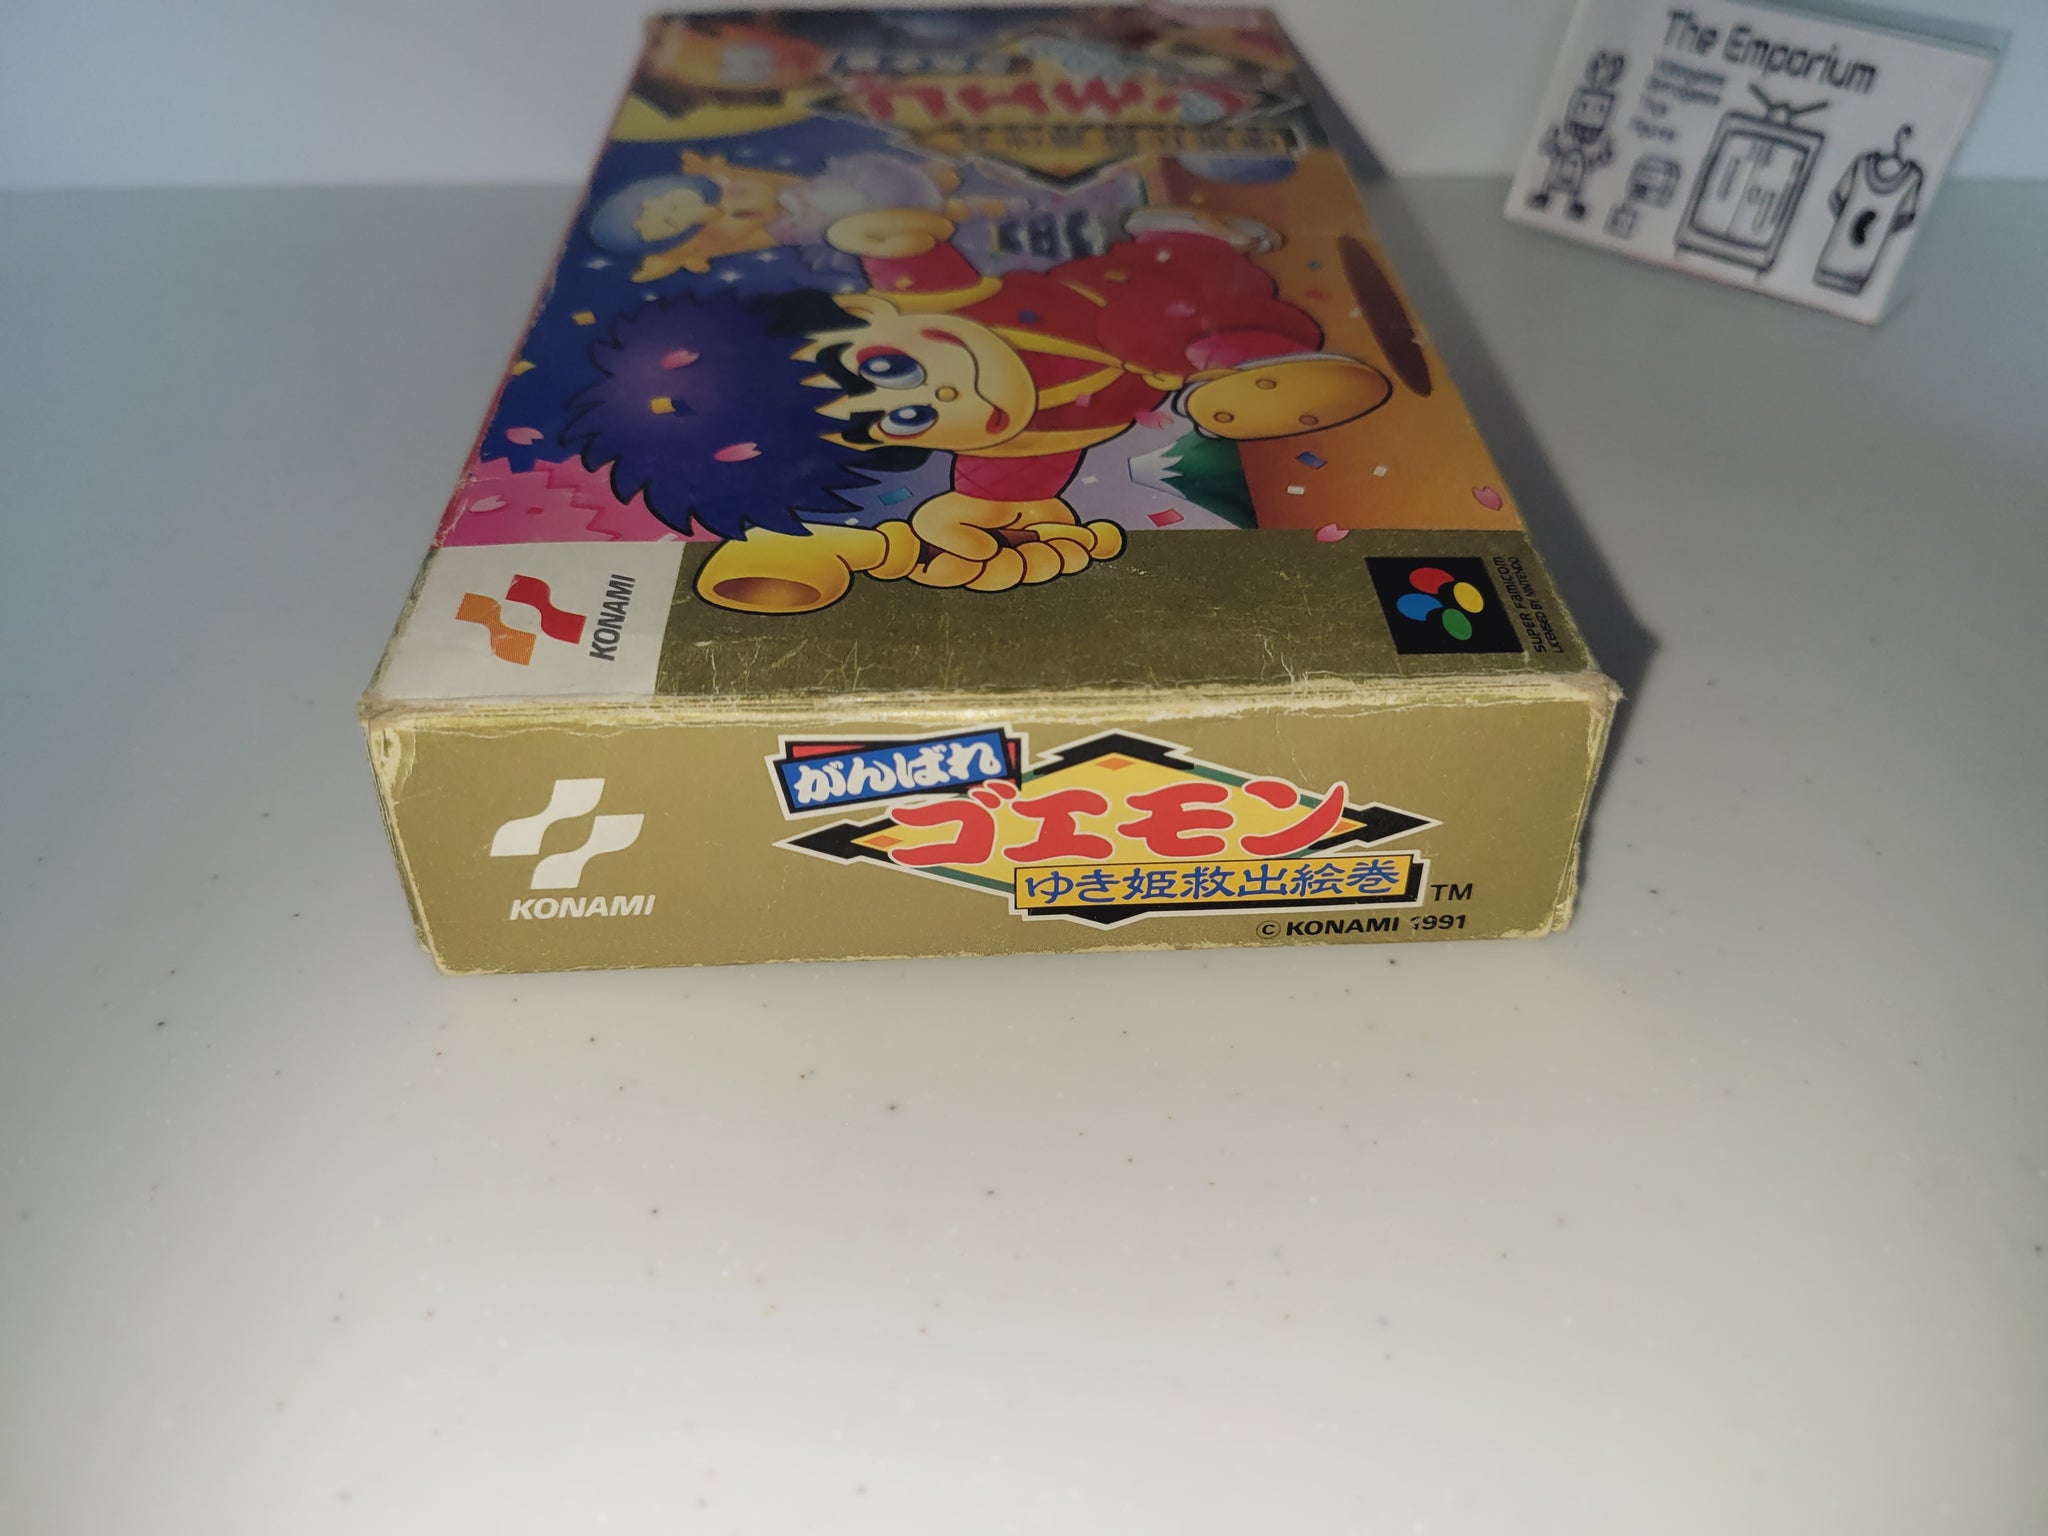 The Emporium
KONAMI
SUPER FAMICOM
LICENSED BY NINTENDO
KONAMI
がんばれ
ゴエモン
ゆき姫救出絵巻
TM
© KONAMI 1991